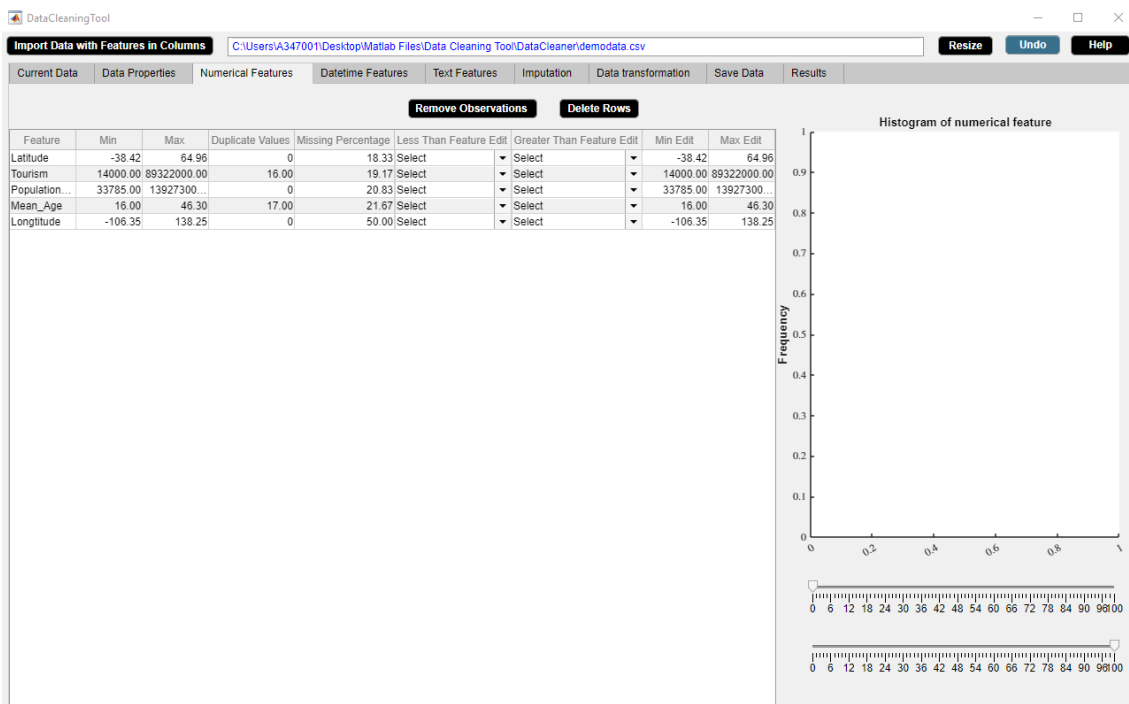 DataCleaningTool
Import Data with Features in Columns C:\Users\A347001\Desktop\Matlab Files\Data Cleaning Tool\DataCleaner\demodata.csv Resize Undo Help
Current Data Data Properties Numerical Features Datetime Features Text Features Imputation Data transformation Save Data Results
Remove Observations Delete Rows
Feature Min Max Duplicate Values Missing Percentage Less Than Feature Edit Greater Than Feature Edit Min Edit Max Edit
Latitude -38.42 64.96 0 18.33 Select Select -38.42 64.96
Tourism 14000.00 89322000.00 16.00 19.17 Select Select 14000.00 89322000.00
Population... 33785.00 13927300... 0 20.83 Select Select 33785.00 13927300...
Mean_Age 16.00 46.30 17.00 21.67 Select Select 16.00 46.30
Longtitude -106.35 138.25 0 50.00 Select Select -106.35 138.25
Histogram of numerical feature
1
0.9
0.8
0.7
0.6
0.5
0.4
0.3
0.2
0.1
0
Frequency
0 0.2 0.4 0.6 0.8 1
0 6 12 18 24 30 36 42 48 54 60 66 72 78 84 90 96100
0 6 12 18 24 30 36 42 48 54 60 66 72 78 84 90 96100